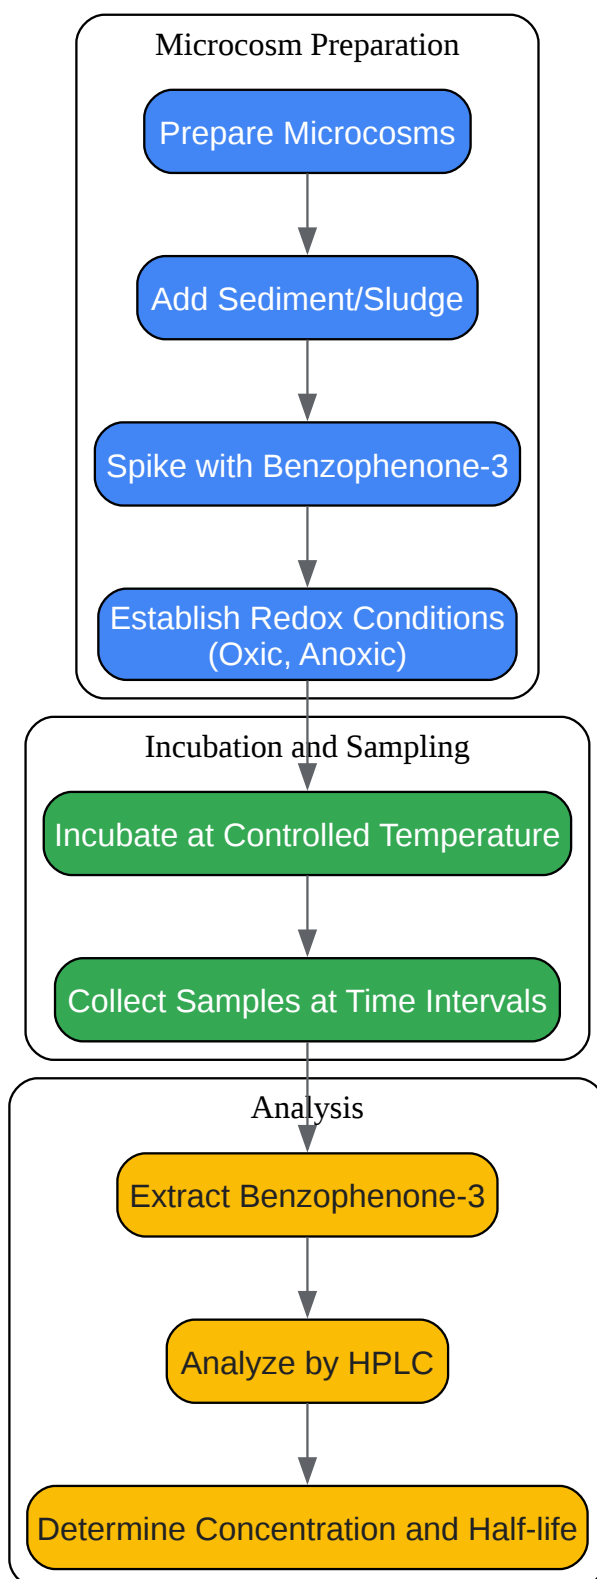 Microcosm Preparation
Prepare Microcosms
Add Sediment/Sludge
Spike with Benzophenone-3
Establish Redox Conditions
(Oxic, Anoxic)
Incubation and Sampling
Incubate at Controlled Temperature
Collect Samples at Time Intervals
Analysis
Extract Benzophenone-3
Analyze by HPLC
Determine Concentration and Half-life